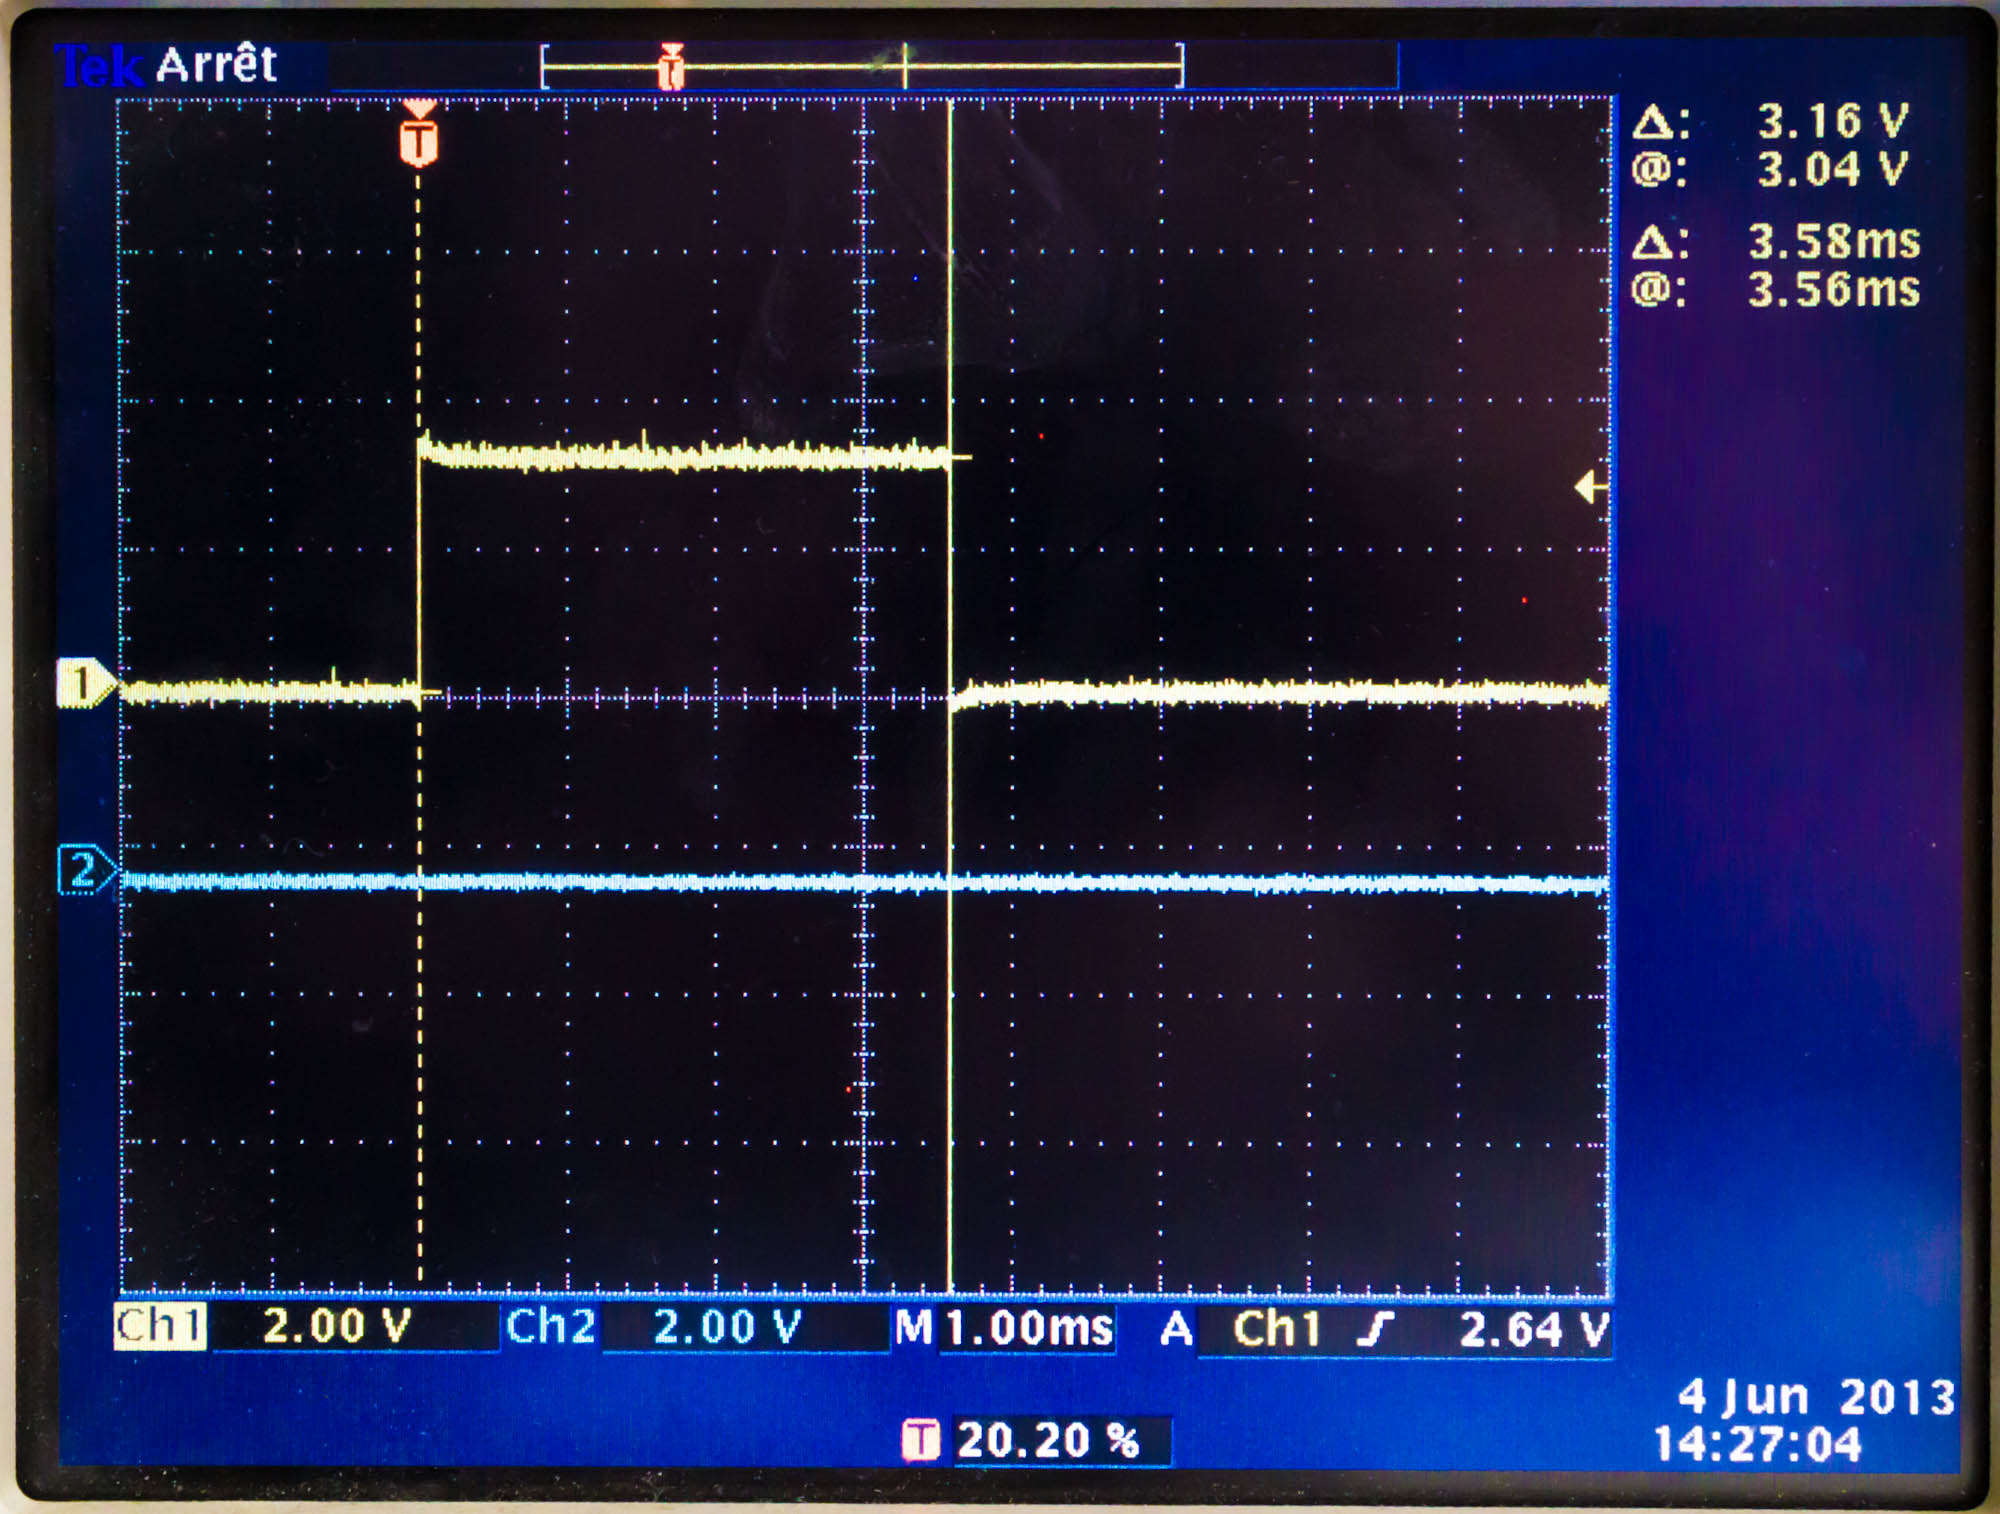 Tek Arrêt
T
T
Δ: 3.16 V
@: 3.04 V
Δ: 3.58ms
@: 3.56ms
1
2
Ch1 2.00 V Ch2 2.00 V M 1.00ms A Ch1 ʃ 2.64 V
T 20.20 %
4 Jun 2013
14:27:04